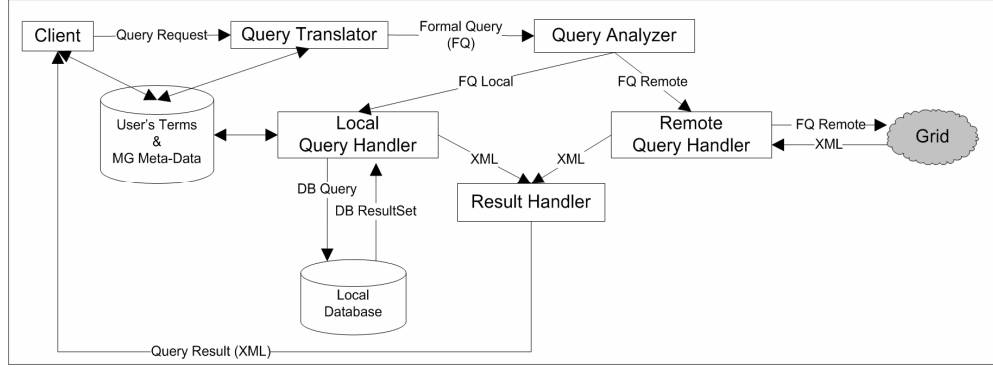 Client
Query Request
Query Translator
Formal Query
(FQ)
Query Analyzer
FQ Local
FQ Remote
User's Terms
&
MG Meta-Data
Local
Query Handler
Remote
Query Handler
FQ Remote
XML
Grid
XML
XML
DB Query
DB ResultSet
Result Handler
Local
Database
Query Result (XML)